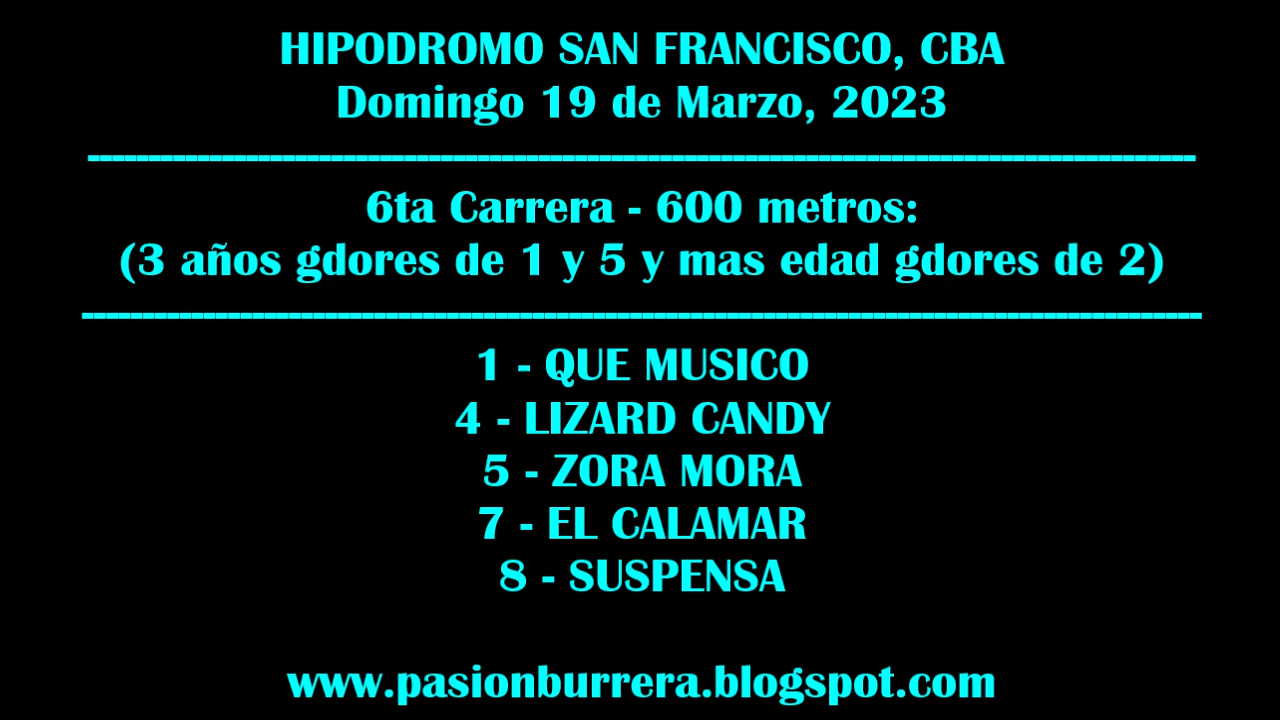 HIPODROMO SAN FRANCISCO, CBA
Domingo 19 de Marzo, 2023
--------------------------------------------------------------------------------------------
6ta Carrera - 600 metros:
(3 años gdores de 1 y 5 y mas edad gdores de 2)
---------------------------------------------------------------------------------------------
1 - QUE MUSICO
4 - LIZARD CANDY
5 - ZORA MORA
7 - EL CALAMAR
8 - SUSPENSA
www.pasionburrera.blogspot.com